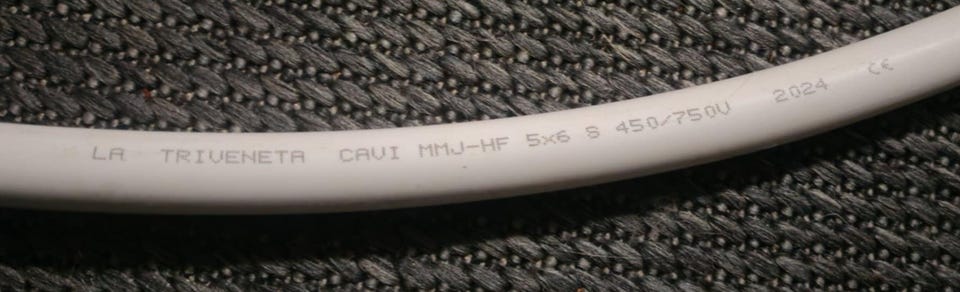 LA TRIVENETA CAVI MMJ-HF 5x6 S 450/750V 2024 CE